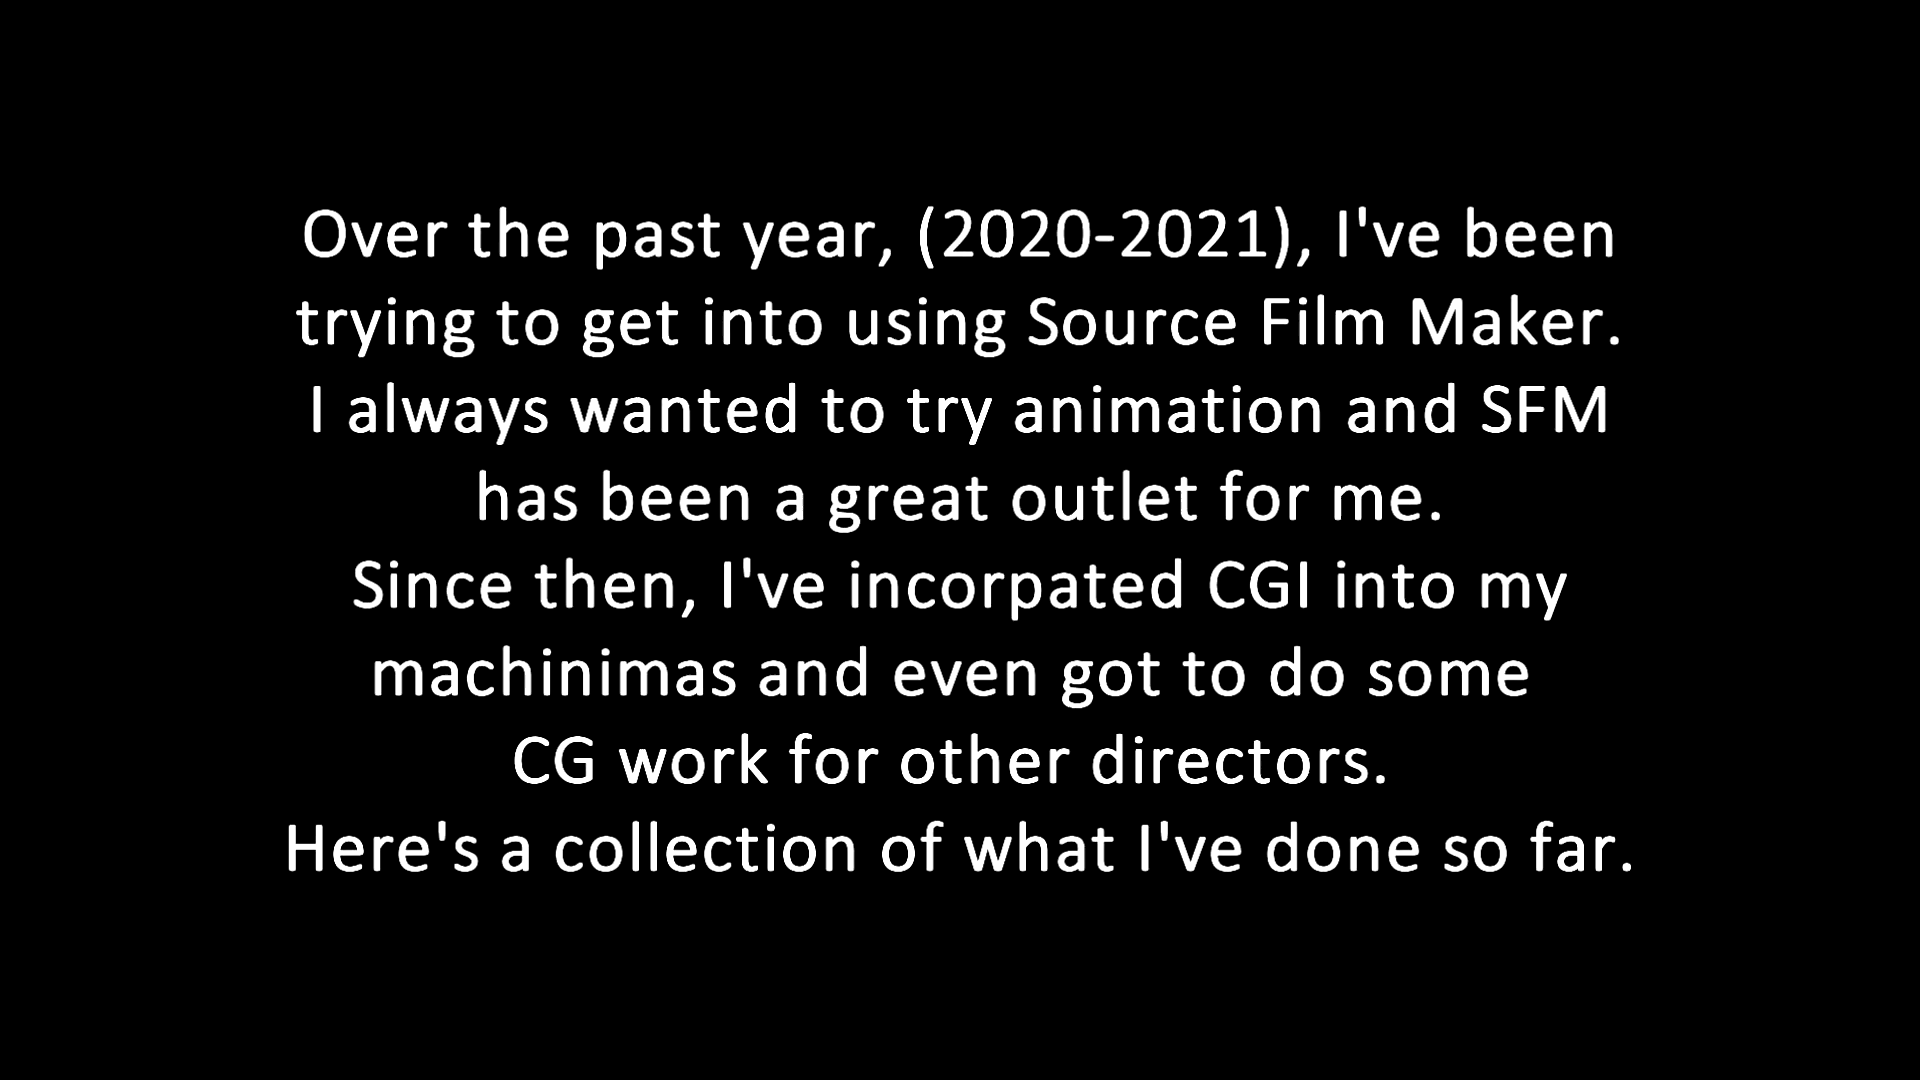 Over the past year, (2020-2021), I've been
trying to get into using Source Film Maker.
I always wanted to try animation and SFM
has been a great outlet for me.
Since then, I've incorpated CGI into my
machinimas and even got to do some
CG work for other directors.
Here's a collection of what I've done so far.